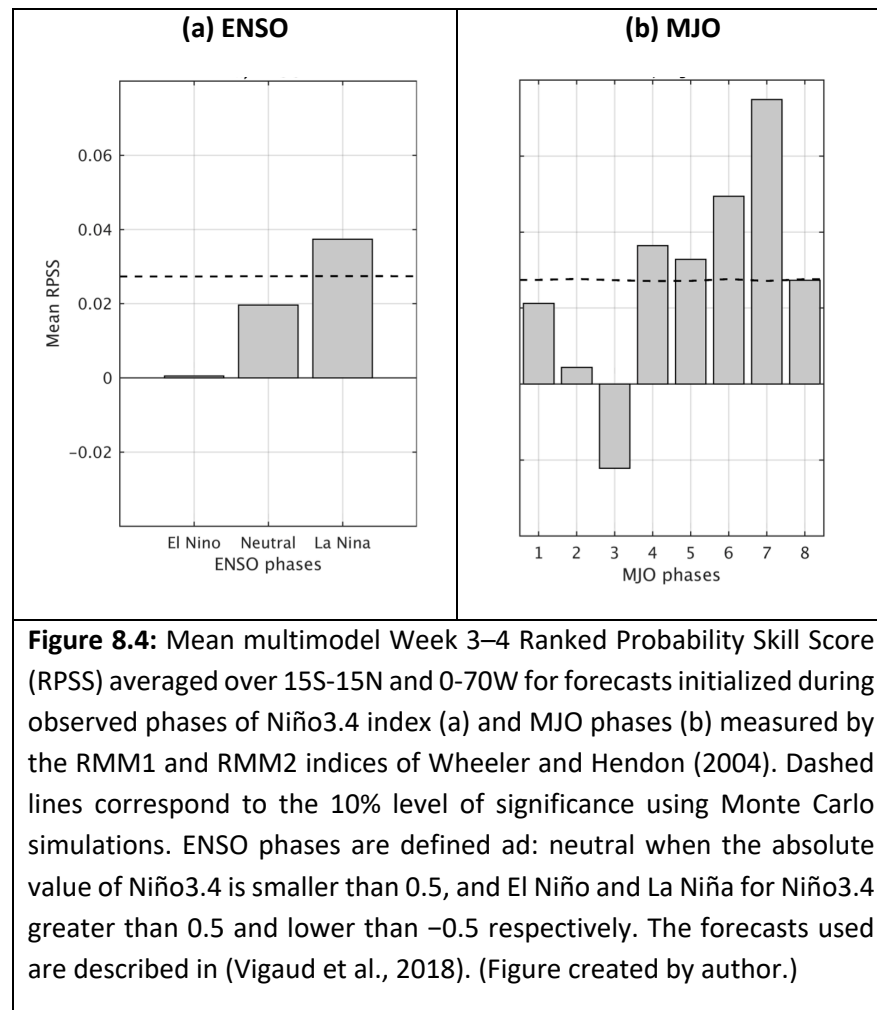 (a) ENSO
(b) MJO
0.06
0.04
0.02
0
−0.02
Mean RPSS
El Nino Neutral La Nina
ENSO phases
1 2 3 4 5 6 7 8
MJO phases
Figure 8.4: Mean multimodel Week 3–4 Ranked Probability Skill Score
(RPSS) averaged over 15S-15N and 0-70W for forecasts initialized during
observed phases of Niño3.4 index (a) and MJO phases (b) measured by
the RMM1 and RMM2 indices of Wheeler and Hendon (2004). Dashed
lines correspond to the 10% level of significance using Monte Carlo
simulations. ENSO phases are defined ad: neutral when the absolute
value of Niño3.4 is smaller than 0.5, and El Niño and La Niña for Niño3.4
greater than 0.5 and lower than −0.5 respectively. The forecasts used
are described in (Vigaud et al., 2018). (Figure created by author.)